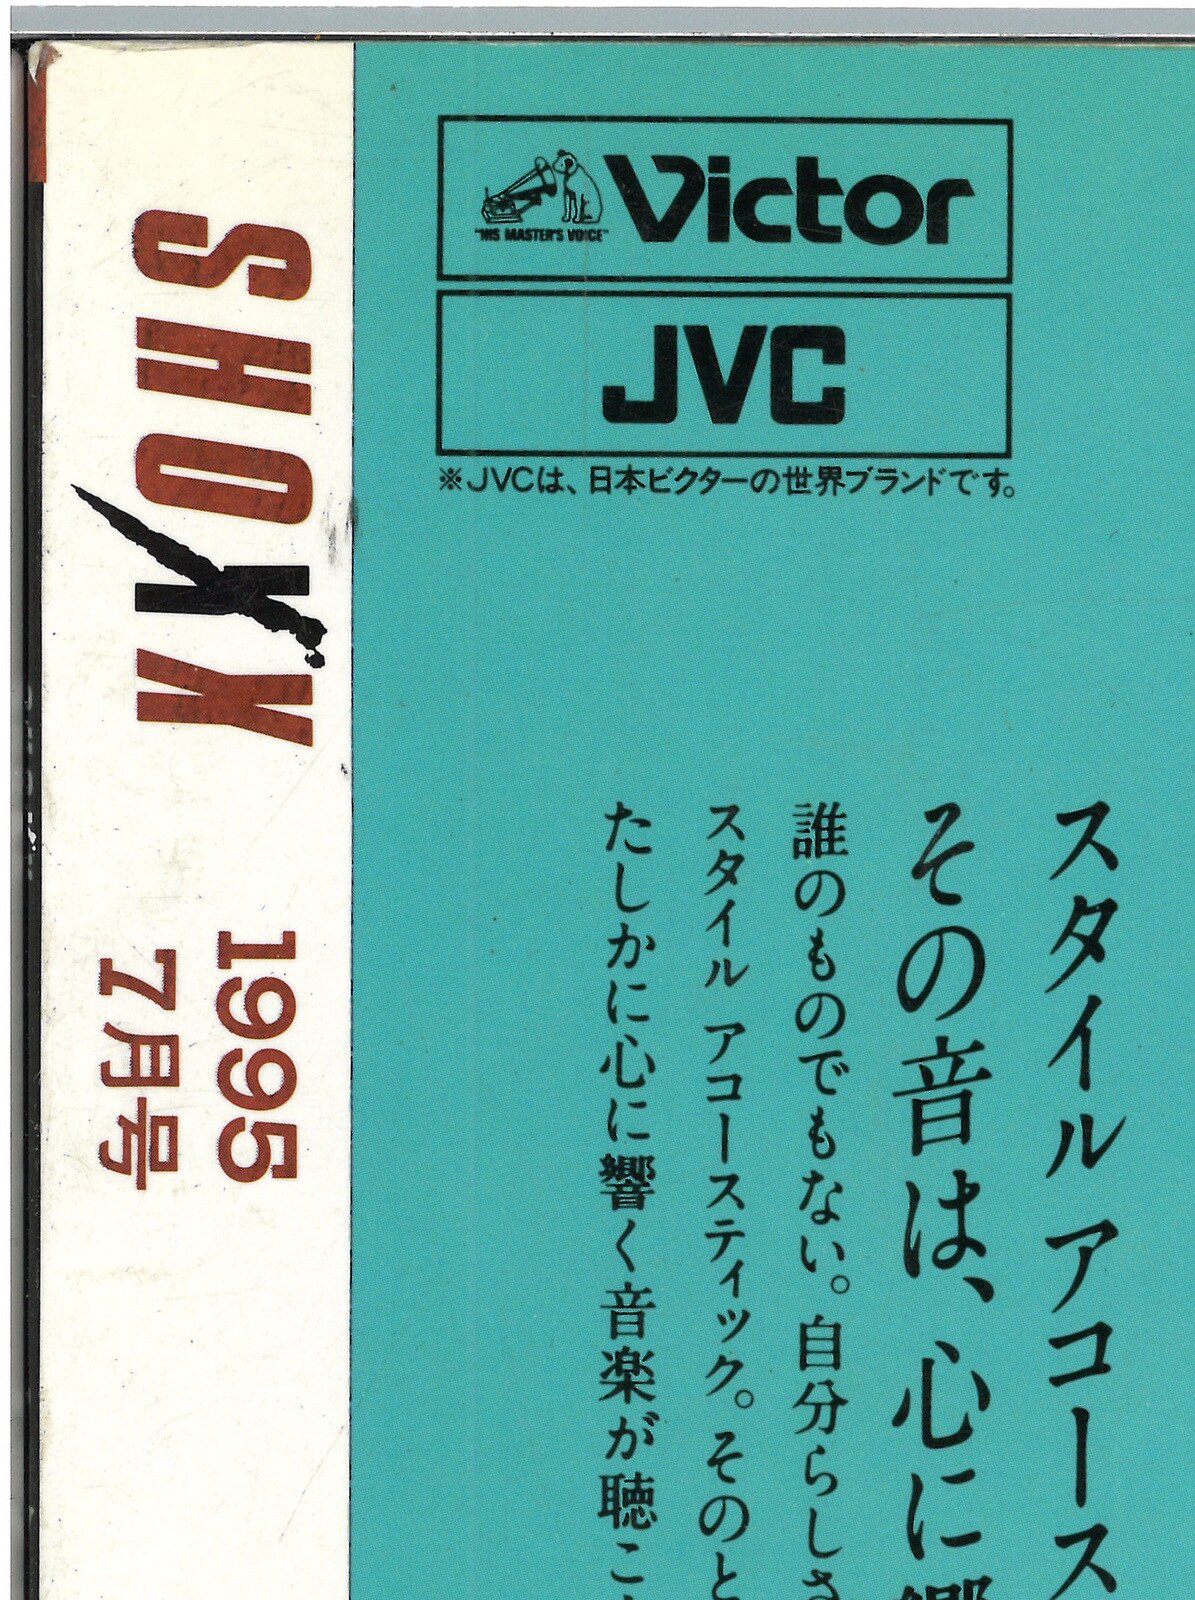 SHOXX
1995
7月号
"HIS MASTER'S VOICE"
Victor
JVC
※JVCは、日本ビクターの世界ブランドです。
スタイル アコース
その音は、心に響
誰のものでもない。自分らしさ
スタイル アコースティック。そのと
たしかに心に響く音楽が聴こ